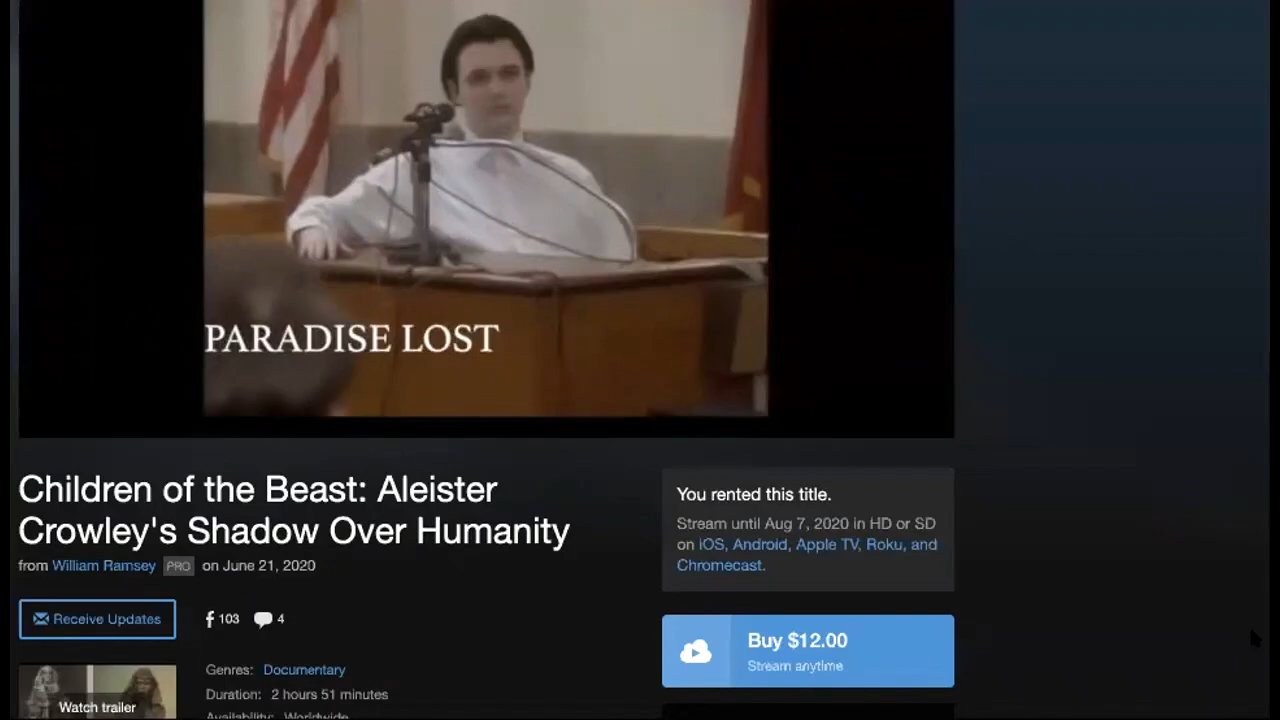 PARADISE LOST
Children of the Beast: Aleister
Crowley's Shadow Over Humanity
from William Ramsey PRO on June 21, 2020
Receive Updates
103 4
Genres: Documentary
Duration: 2 hours 51 minutes
Availability: Worldwide
Watch trailer
You rented this title.
Stream until Aug 7, 2020 in HD or SD
on iOS, Android, Apple TV, Roku, and
Chromecast.
Buy $12.00
Stream anytime